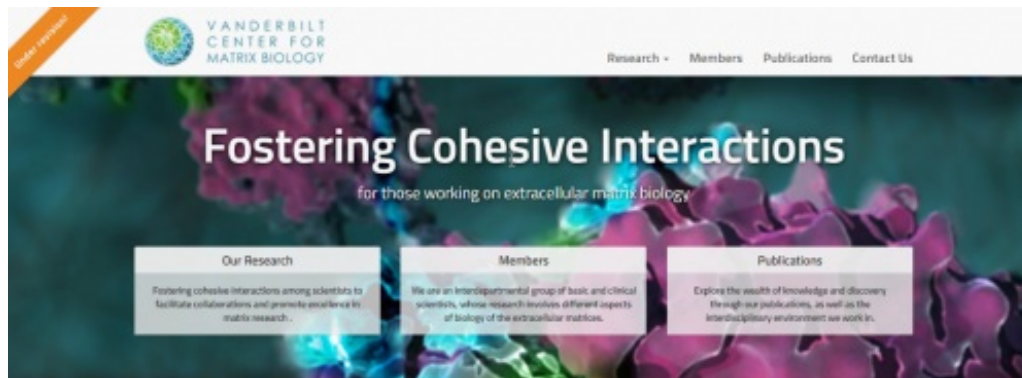 Under revision!
VANDERBILT
CENTER FOR
MATRIX BIOLOGY
Research Members Publications Contact Us
Fostering Cohesive Interactions
for those working on extracellular matrix biology
Our Research
Fostering cohesive interactions among scientists to
facilitate collaborations and promote excellence in
matrix research .
Members
We are an interdepartmental group of basic and clinical
scientists, whose research involves different aspects
of biology of the extracellular matrices.
Publications
Explore the wealth of knowledge and discovery
through our publications, as well as the
interdisciplinary environment we work in.